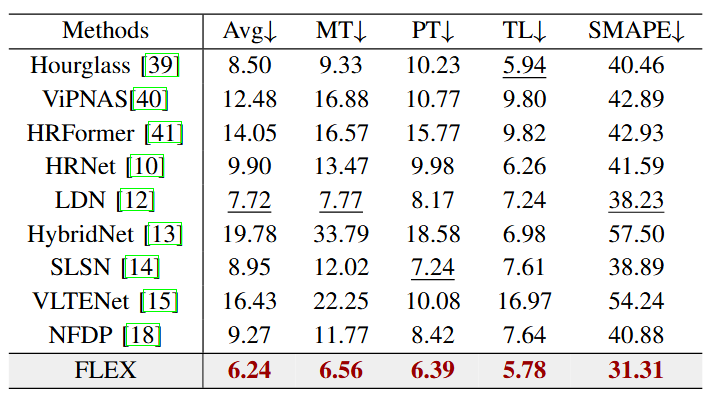 Methods Avg↓ MT↓ PT↓ TL↓ SMAPE↓
Hourglass [39] 8.50 9.33 10.23 5.94 40.46
ViPNAS[40] 12.48 16.88 10.77 9.80 42.89
HRFormer [41] 14.05 16.57 15.77 9.82 42.93
HRNet [10] 9.90 13.47 9.98 6.26 41.59
LDN [12] 7.72 7.77 8.17 7.24 38.23
HybridNet [13] 19.78 33.79 18.58 6.98 57.50
SLSN [14] 8.95 12.02 7.24 7.61 38.89
VLTENet [15] 16.43 22.25 10.08 16.97 54.24
NFDP [18] 9.27 11.77 8.42 7.64 40.88
FLEX 6.24 6.56 6.39 5.78 31.31